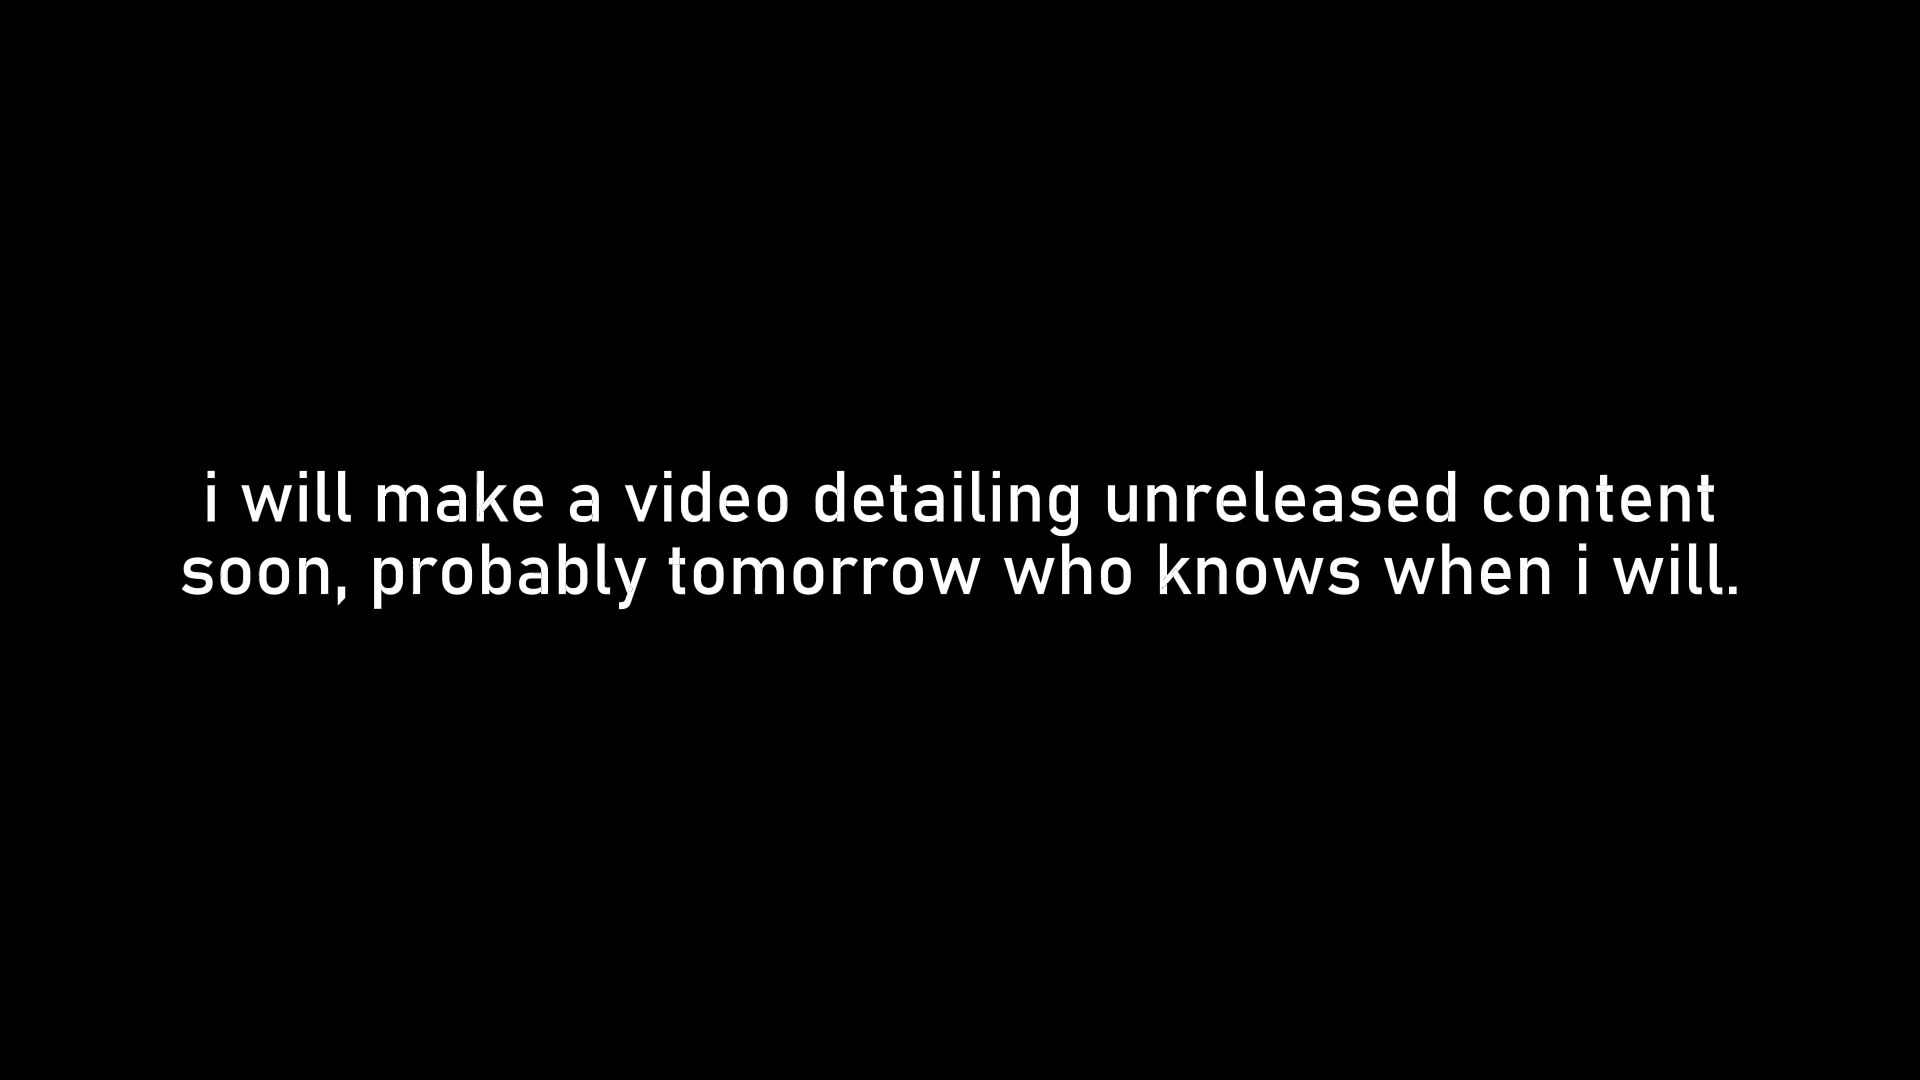 i will make a video detailing unreleased content
soon, probably tomorrow who knows when i will.